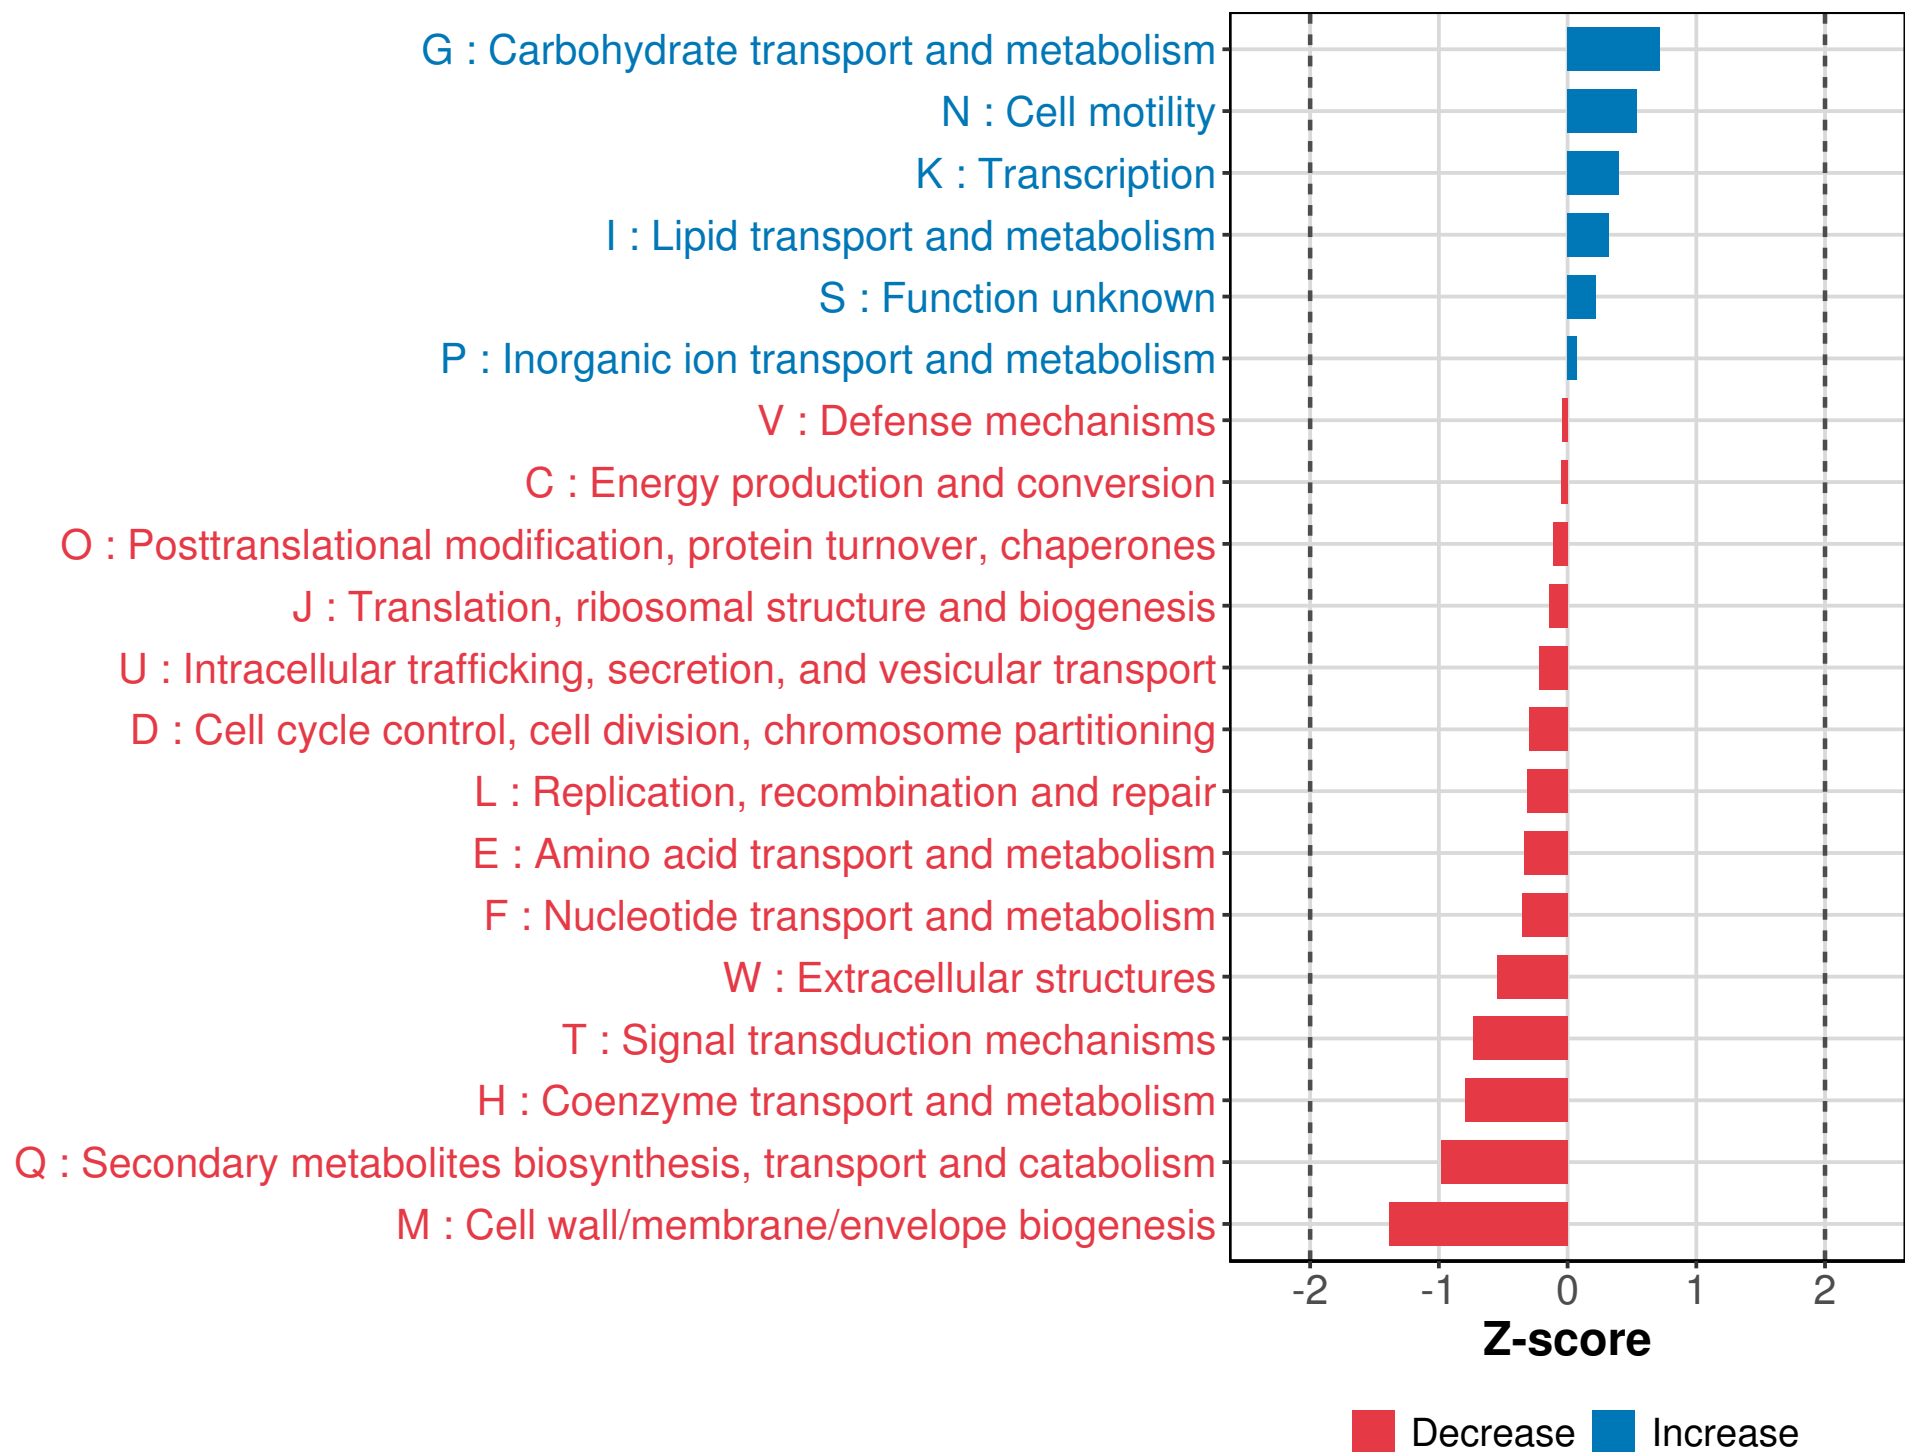 G : Carbohydrate transport and metabolism
N : Cell motility
K : Transcription
I : Lipid transport and metabolism
S : Function unknown
P : Inorganic ion transport and metabolism
V : Defense mechanisms
C : Energy production and conversion
O : Posttranslational modification, protein turnover, chaperones
J : Translation, ribosomal structure and biogenesis
U : Intracellular trafficking, secretion, and vesicular transport
D : Cell cycle control, cell division, chromosome partitioning
L : Replication, recombination and repair
E : Amino acid transport and metabolism
F : Nucleotide transport and metabolism
W : Extracellular structures
T : Signal transduction mechanisms
H : Coenzyme transport and metabolism
Q : Secondary metabolites biosynthesis, transport and catabolism
M : Cell wall/membrane/envelope biogenesis
-2 -1 0 1 2
Z-score
Decrease Increase